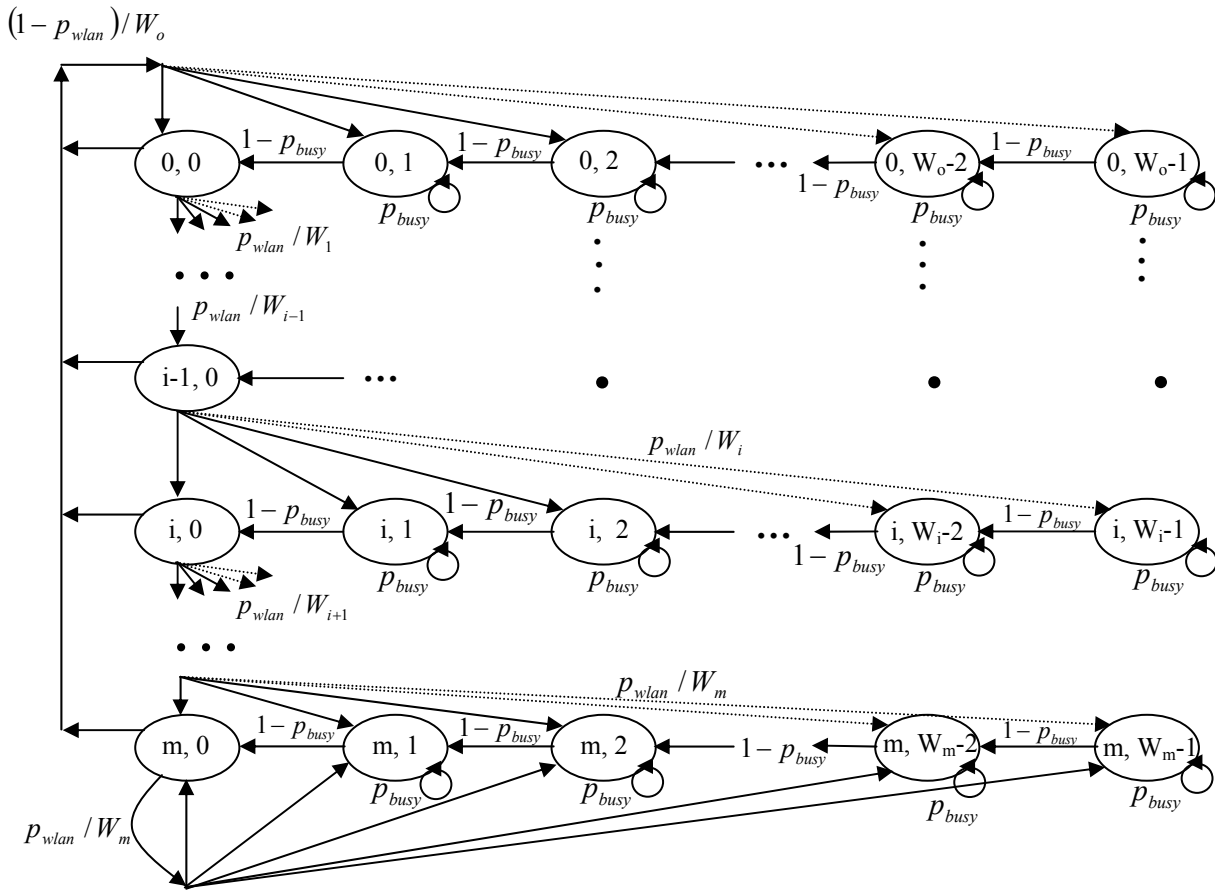 (1 - p_wlan)/W_o
1 - p_busy 1 - p_busy 1 - p_busy
0, 0 0, 1 0, 2 ••• 0, W_o-2 0, W_o-1
1 - p_busy
p_busy p_busy p_busy p_busy
p_wlan / W_1
p_wlan / W_{i-1}
i-1, 0 •••
p_wlan / W_i
1 - p_busy 1 - p_busy 1 - p_busy
i, 0 i, 1 i, 2 ••• i, W_i-2 i, W_i-1
1 - p_busy
p_busy p_busy p_busy p_busy
p_wlan / W_{i+1}
p_wlan / W_m
1 - p_busy 1 - p_busy 1 - p_busy 1 - p_busy
m, 0 m, 1 m, 2 m, W_m-2 m, W_m-1
p_busy p_busy p_busy p_busy
p_wlan / W_m